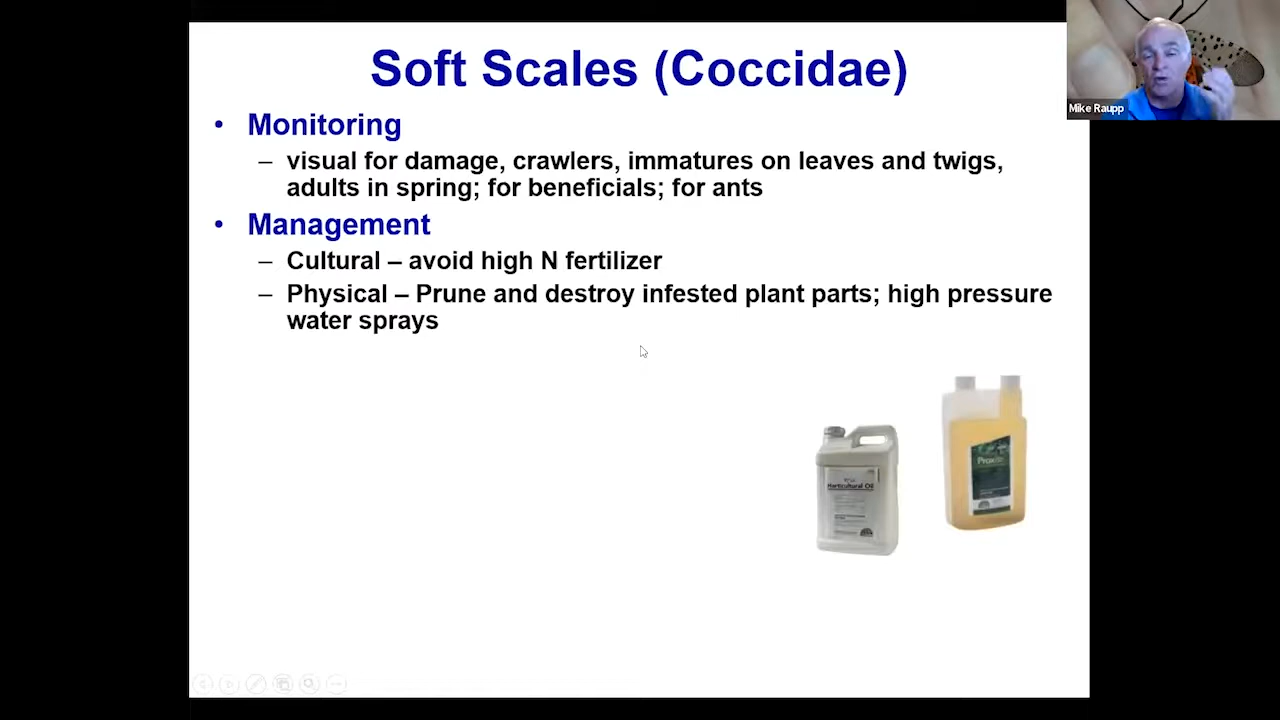 Soft Scales (Coccidae)
Mike Raupp
• Monitoring
– visual for damage, crawlers, immatures on leaves and twigs,
adults in spring; for beneficials; for ants
• Management
– Cultural – avoid high N fertilizer
– Physical – Prune and destroy infested plant parts; high pressure
water sprays
Horticultural Oil